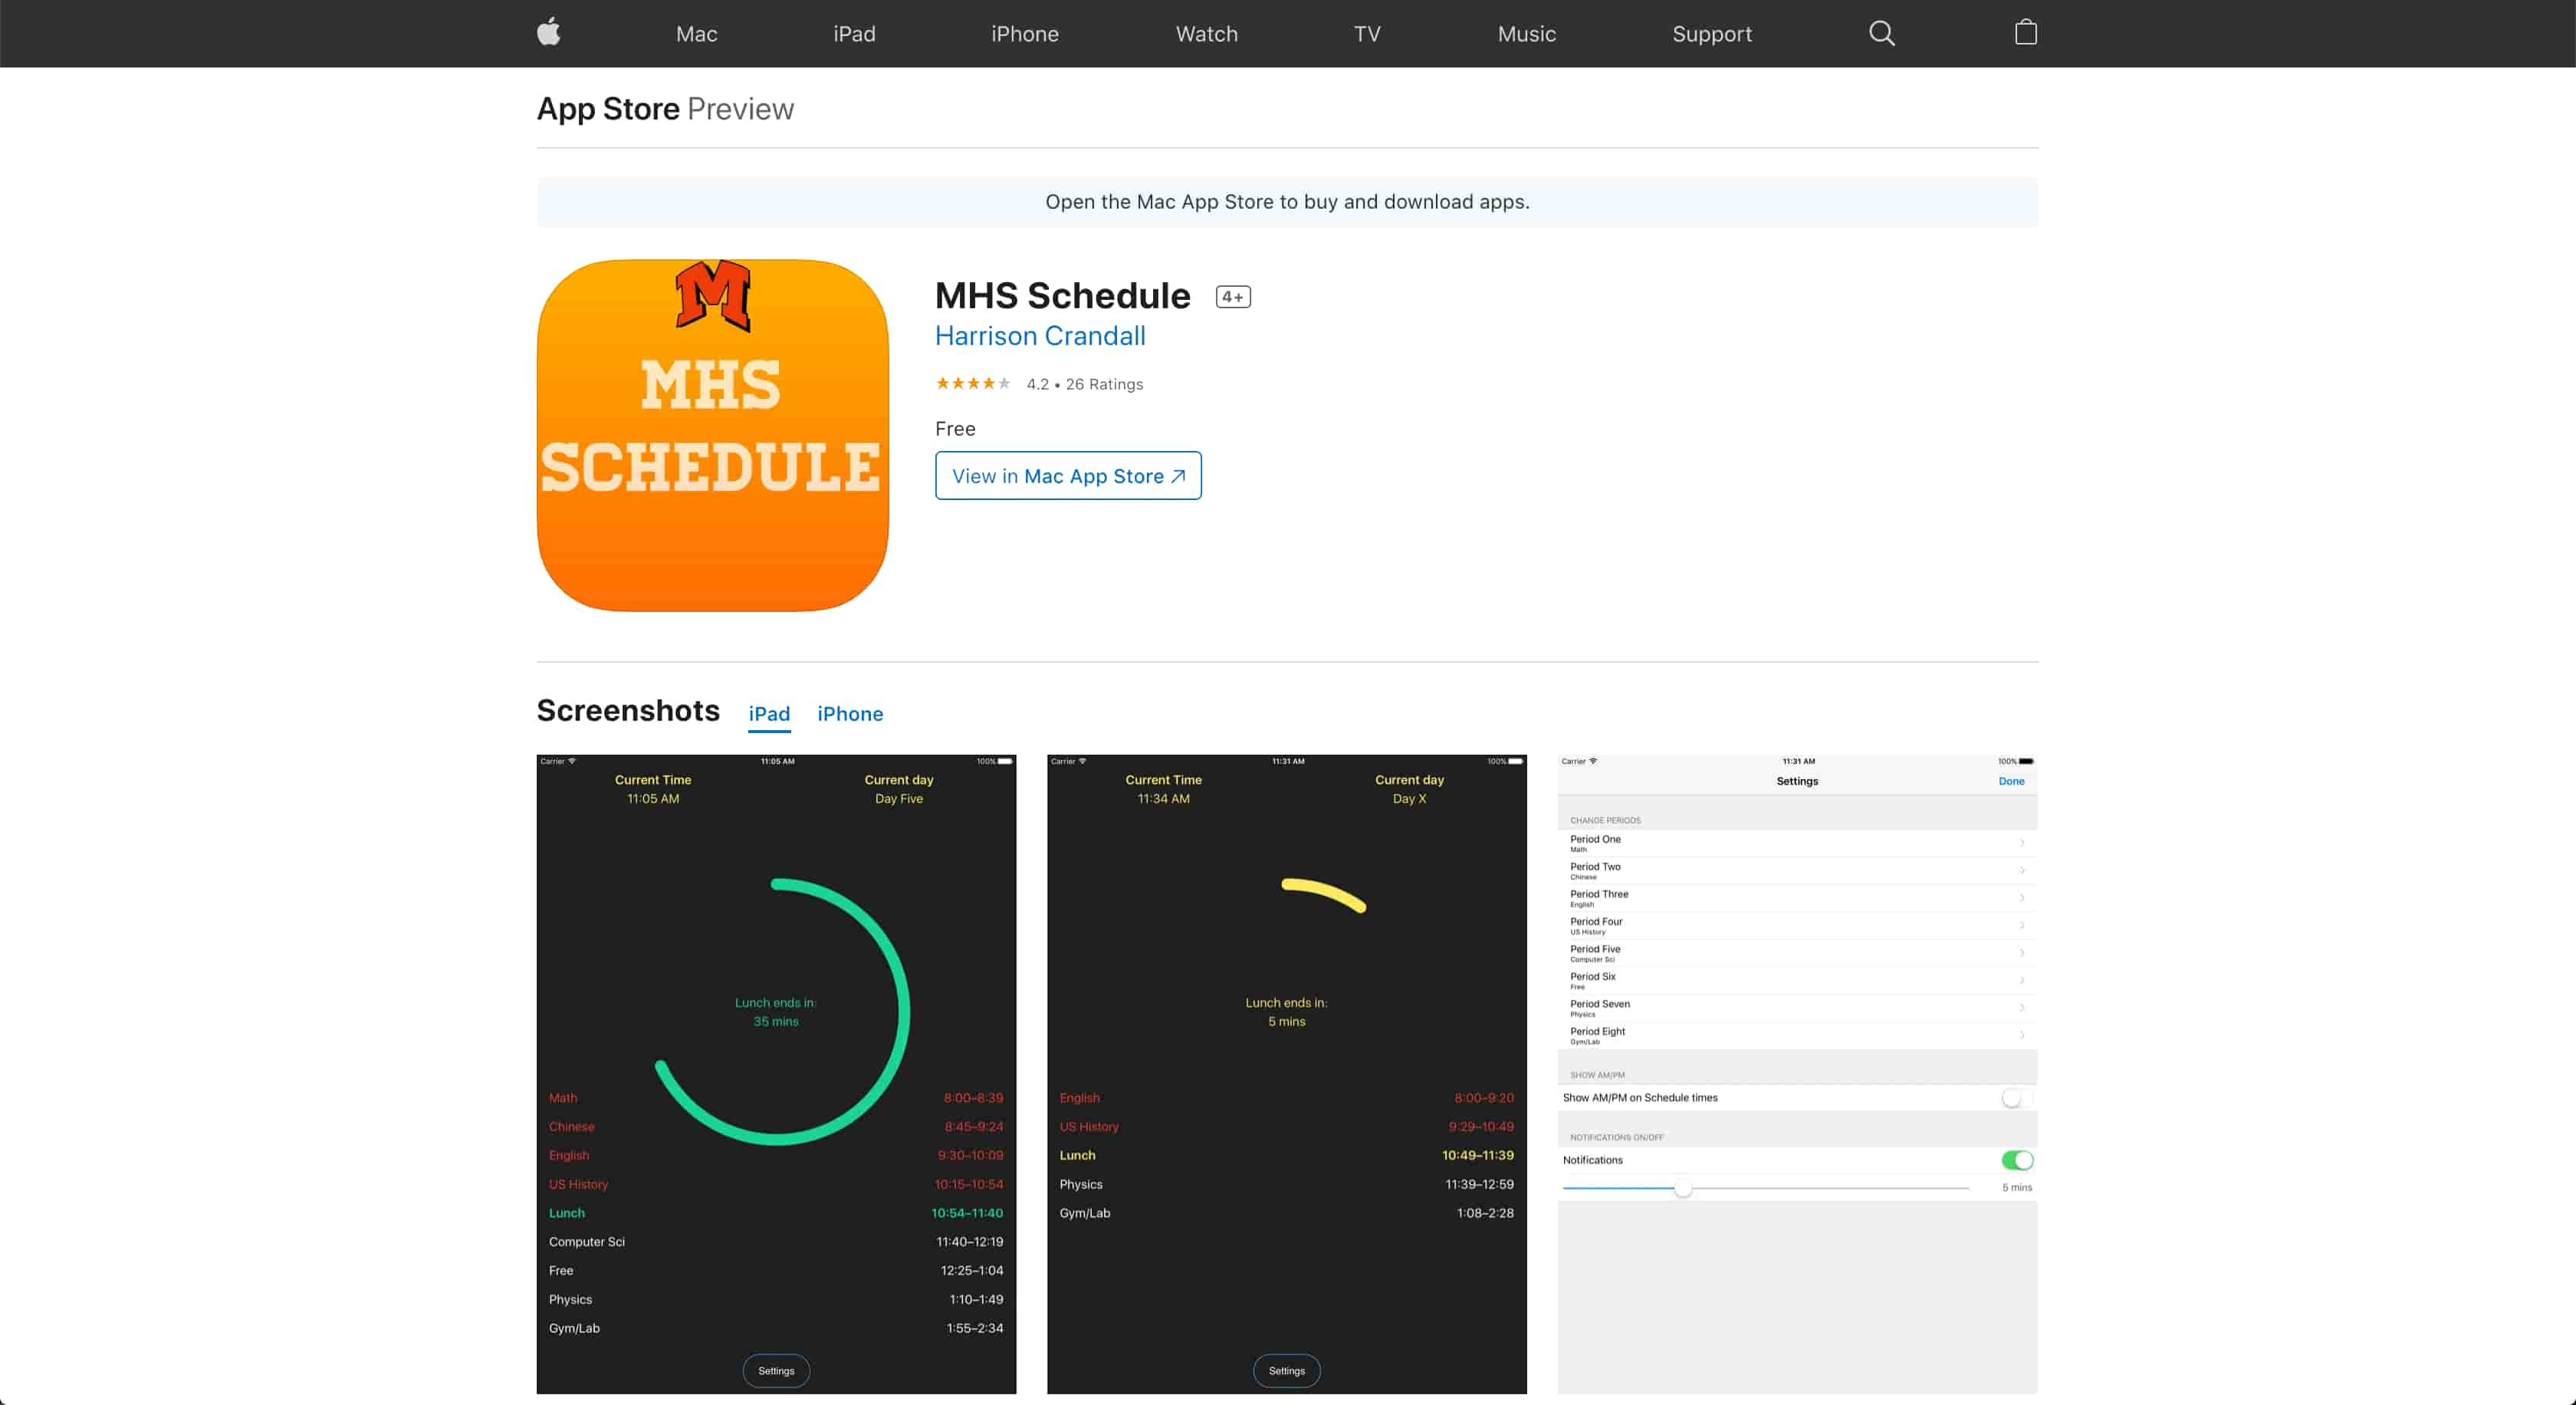 Mac iPad iPhone Watch TV Music Support
App Store Preview
Open the Mac App Store to buy and download apps.
M
MHS
SCHEDULE
MHS Schedule 4+
Harrison Crandall
4.2 • 26 Ratings
Free
View in Mac App Store
Screenshots iPad iPhone
Carrier 11:05 AM 100%
Current Time Current day
11:05 AM Day Five
Lunch ends in:
35 mins
Math 8:00–8:39
Chinese 8:45–9:24
English 9:30–10:09
US History 10:15–10:54
Lunch 10:54–11:40
Computer Sci 11:40–12:19
Free 12:25–1:04
Physics 1:10–1:49
Gym/Lab 1:55–2:34
Settings
Carrier 11:31 AM 100%
Current Time Current day
11:34 AM Day X
Lunch ends in:
5 mins
English 8:00–9:20
US History 9:29–10:49
Lunch 10:49–11:39
Physics 11:39–12:59
Gym/Lab 1:08–2:28
Settings
Carrier 11:31 AM 100%
Settings Done
CHANGE PERIODS
Period One
Math
Period Two
Chinese
Period Three
English
Period Four
US History
Period Five
Computer Sci
Period Six
Free
Period Seven
Physics
Period Eight
Gym/Lab
SHOW AM/PM
Show AM/PM on Schedule times
NOTIFICATIONS ON/OFF
Notifications
5 mins